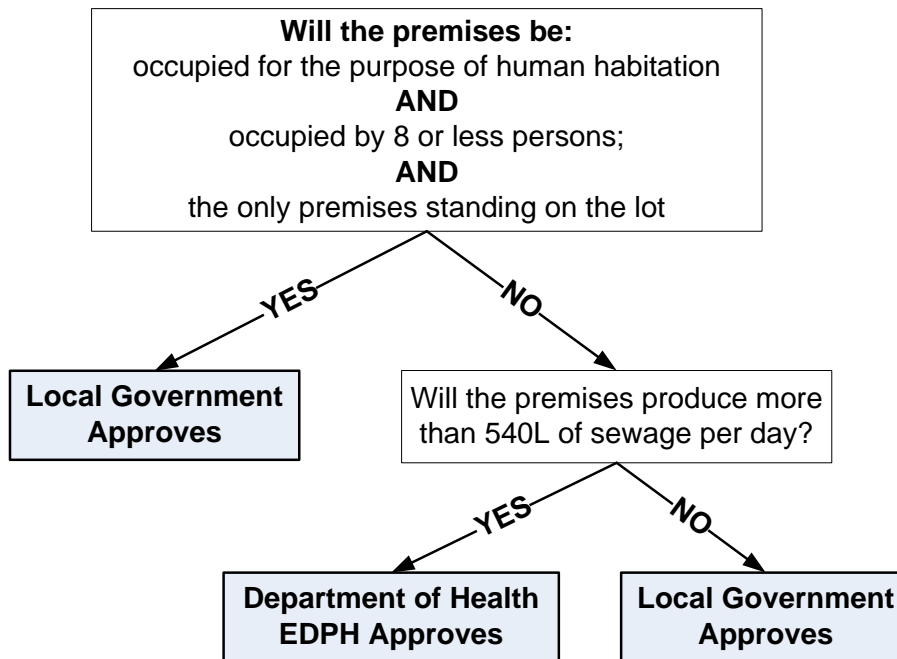 Will the premises be:
occupied for the purpose of human habitation
AND
occupied by 8 or less persons;
AND
the only premises standing on the lot
YES
NO
Local Government
Approves
Will the premises produce more
than 540L of sewage per day?
YES
NO
Department of Health
EDPH Approves
Local Government
Approves